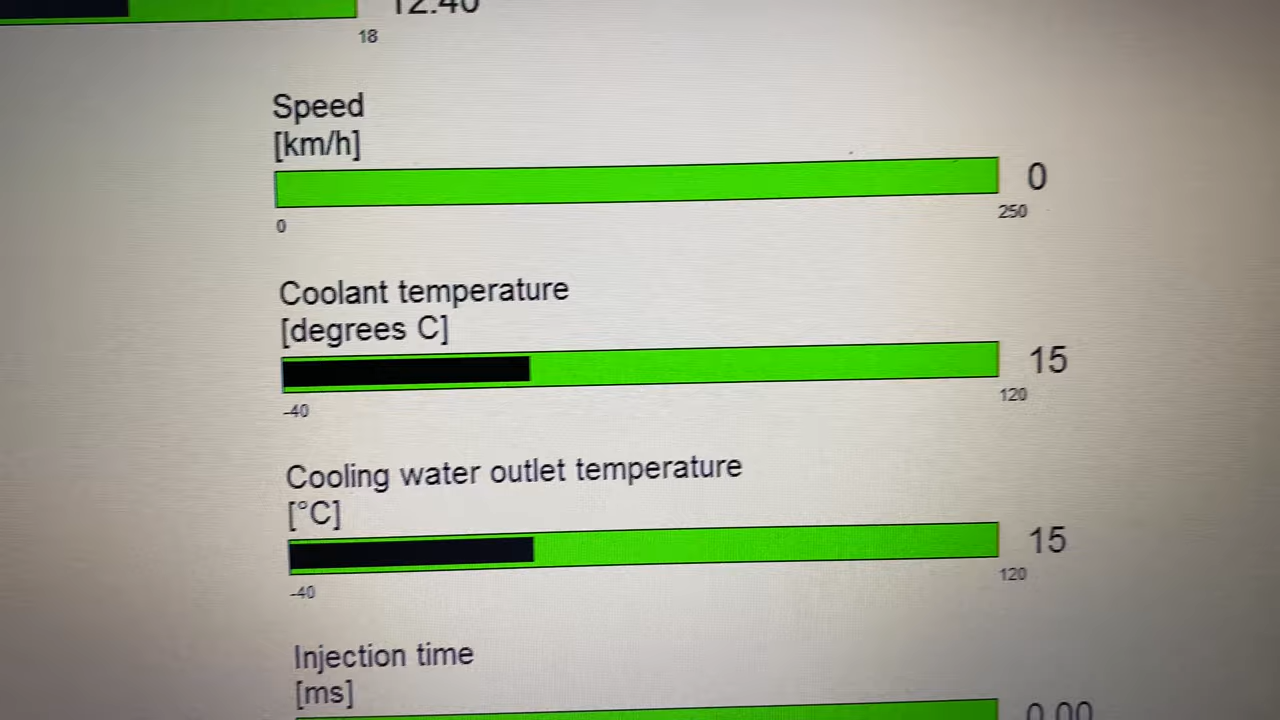 12.40
18
Speed
[km/h]
0
0
250
Coolant temperature
[degrees C]
15
-40
120
Cooling water outlet temperature
[°C]
15
-40
120
Injection time
[ms]
0.00